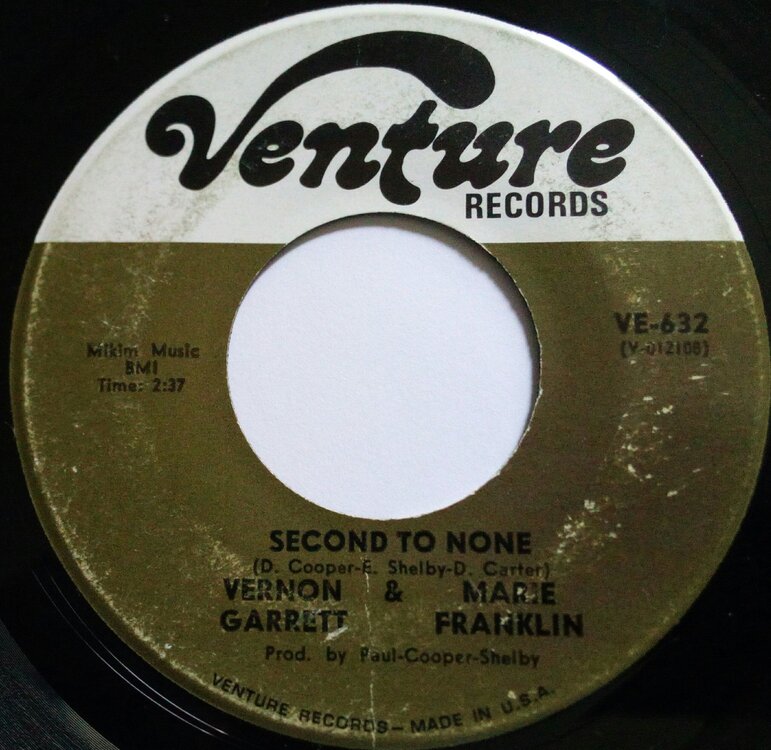 Venture
RECORDS
VE-632
(V-012108)
Mikim Music
BMI
Time: 2:37
SECOND TO NONE
(D. Cooper-E. Shelby-D. Carter)
VERNON & MARIE
GARRETT FRANKLIN
Prod. by Paul-Cooper-Shelby
VENTURE RECORDS—MADE IN U.S.A.